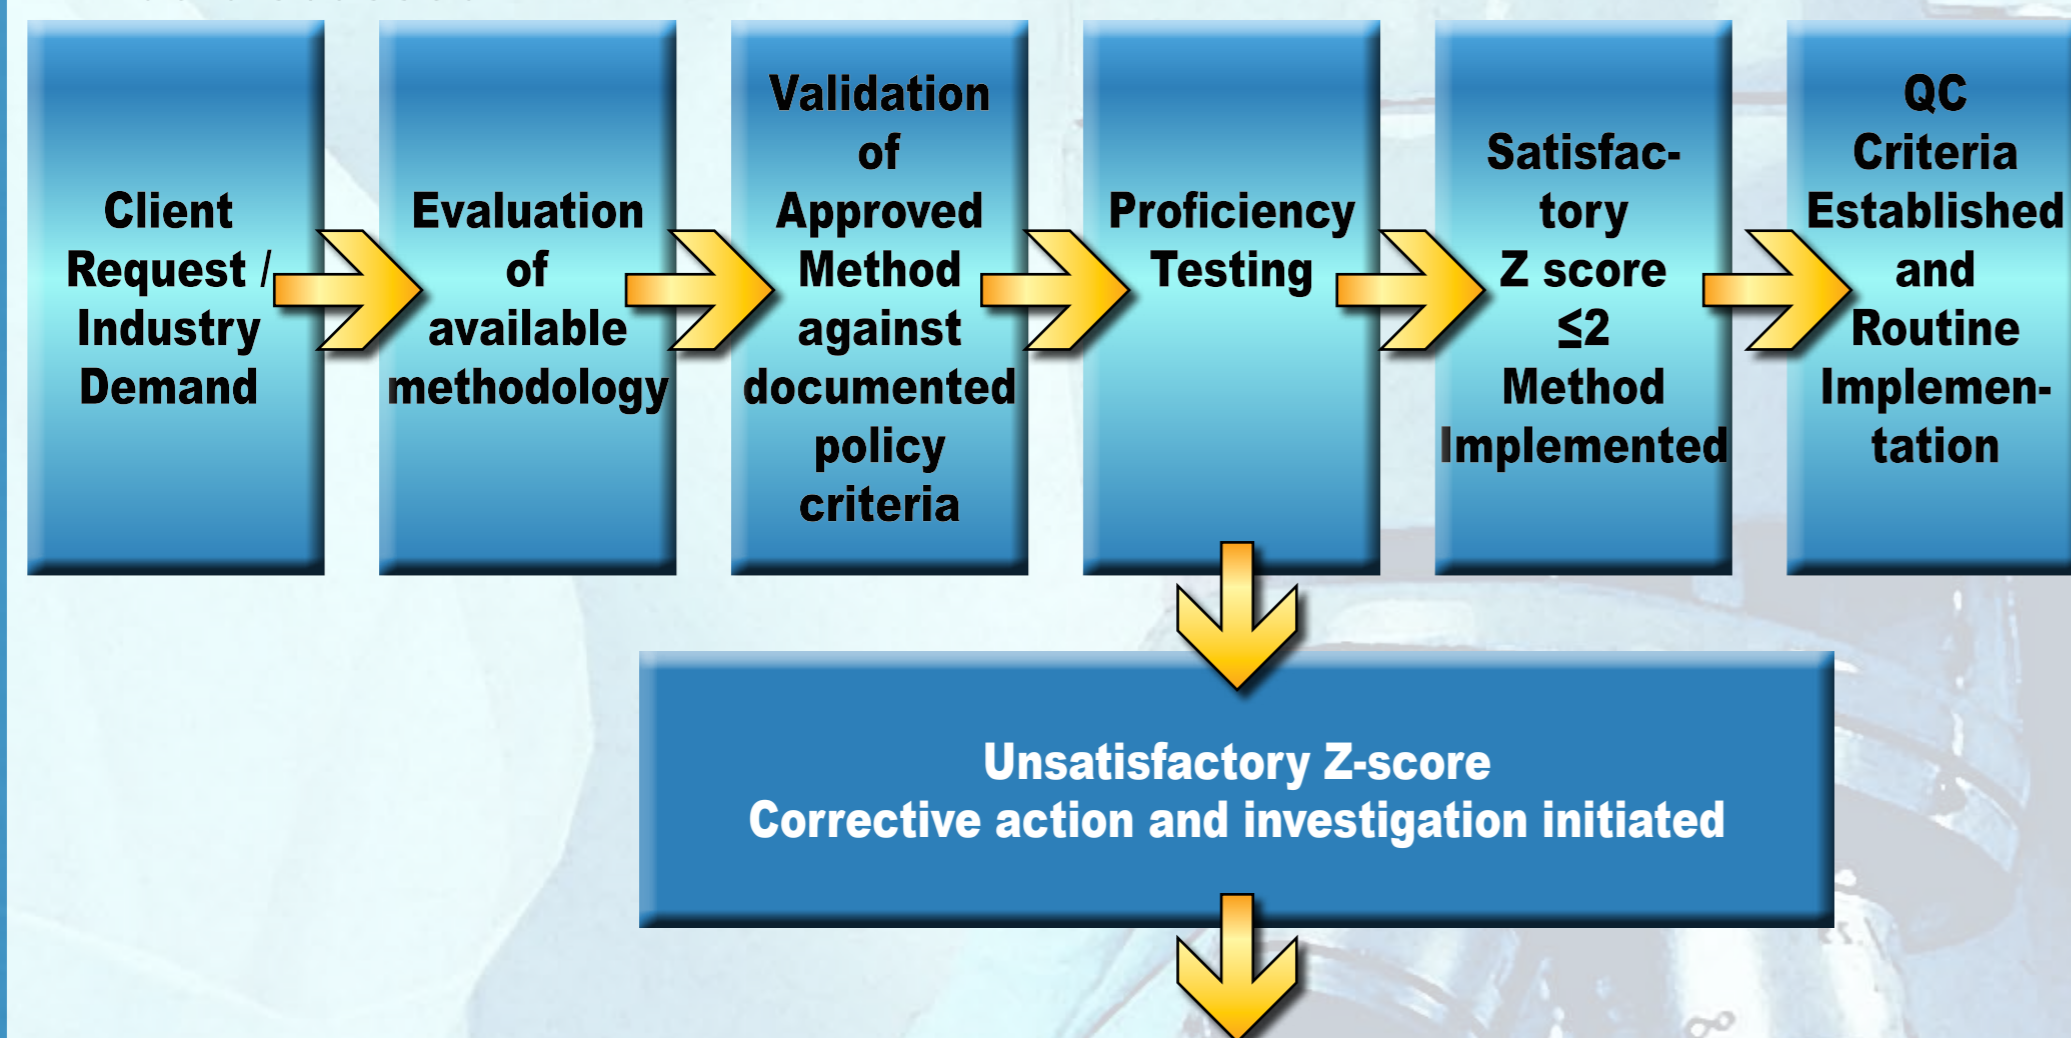 Client
Request /
Industry
Demand
Evaluation
of
available
methodology
Validation
of
Approved
Method
against
documented
policy
criteria
Proficiency
Testing
Satisfac-
tory
Z score
≤2
Method
Implemented
QC
Criteria
Established
and
Routine
Implemen-
tation
Unsatisfactory Z-score
Corrective action and investigation initiated